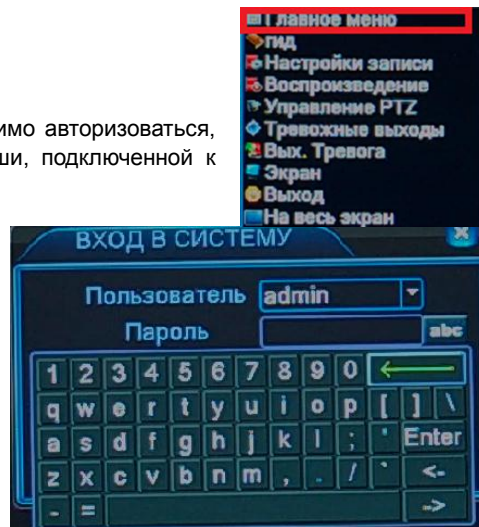 Главное меню
гид
Настройки записи
Воспроизведение
Управление PTZ
Тревожные выходы
Вых. Тревога
Экран
Выход
На весь экран
имо авторизоваться,
ши, подключенной к
ВХОД В СИСТЕМУ
Пользователь admin
Пароль abc
1 2 3 4 5 6 7 8 9 0
q w e r t y u i o p [ ] \
a s d f g h j k l ; ' Enter
z x c v b n m , . / ` <-
- = ->